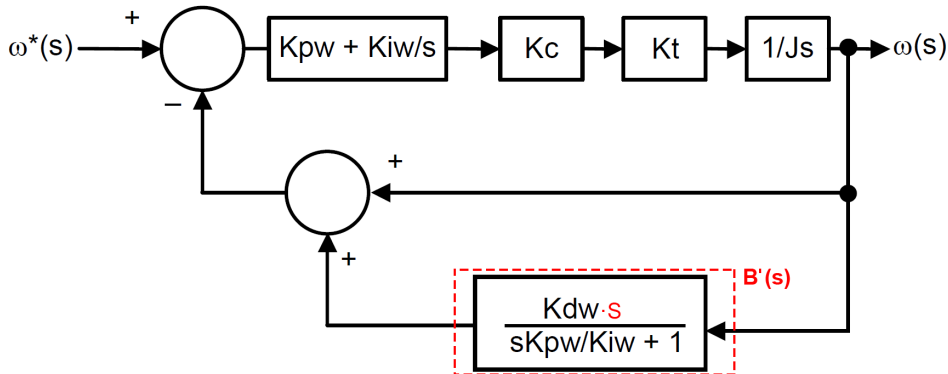 +
ω*(s)
Kpw + Kiw/s
Kc
Kt
1/Js
ω(s)
−
+
+
B'(s)
Kdw·s
sKpw/Kiw + 1